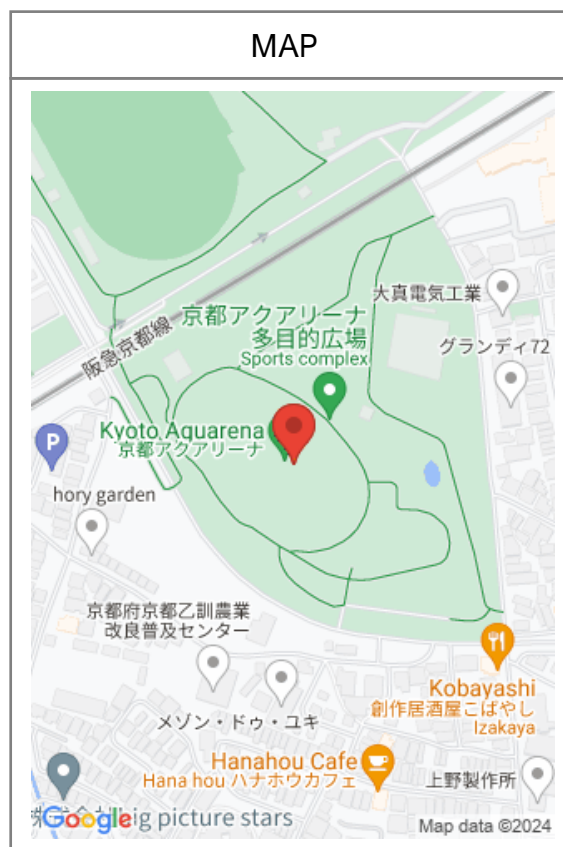 MAP
阪急京都線
京都アクアリーナ
多目的広場
Sports complex
大真電気工業
グランディ72
Kyoto Aquarena
京都アクアリーナ
P
hory garden
京都府京都乙訓農業
改良普及センター
メゾン・ドゥ・ユキ
Kobayashi
創作居酒屋こばやし
Izakaya
Hanahou Cafe
Hana hou ハナホウカフェ
上野製作所
Google
ig picture stars
Map data ©2024